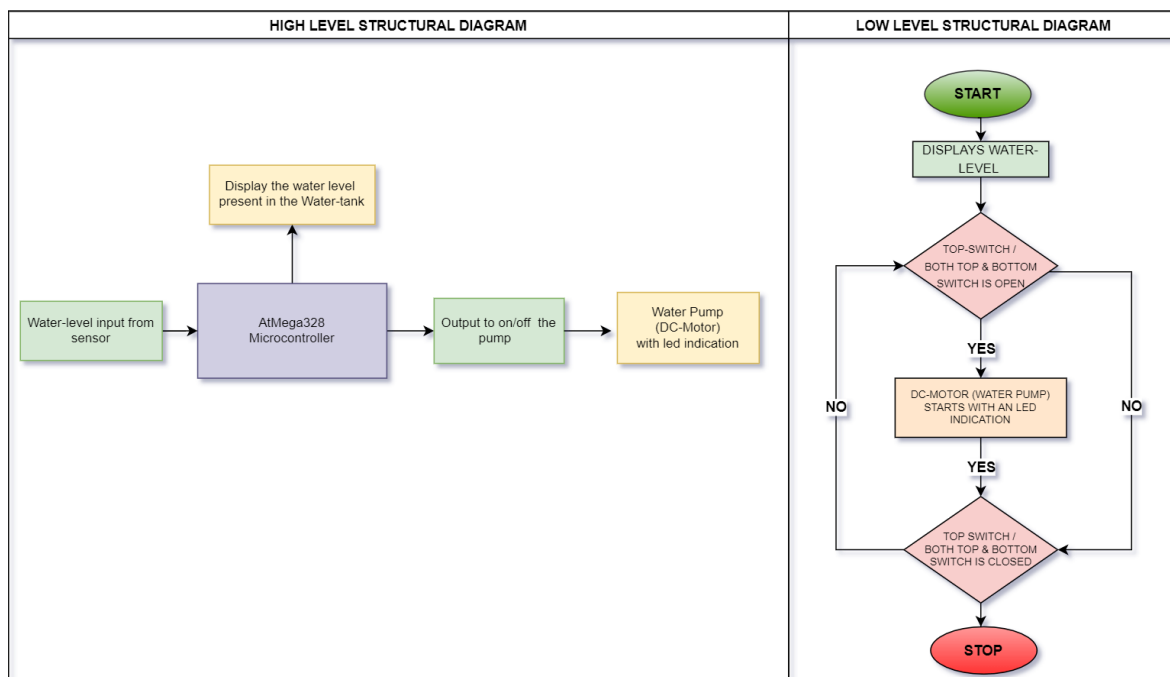 HIGH LEVEL STRUCTURAL DIAGRAM
Display the water level
present in the Water-tank
Water-level input from
sensor
AtMega328
Microcontroller
Output to on/off the
pump
Water Pump
(DC-Motor)
with led indication
LOW LEVEL STRUCTURAL DIAGRAM
START
DISPLAYS WATER-
LEVEL
TOP-SWITCH /
BOTH TOP & BOTTOM
SWITCH IS OPEN
YES
DC-MOTOR (WATER PUMP)
STARTS WITH AN LED
INDICATION
NO
NO
YES
TOP SWITCH /
BOTH TOP & BOTTOM
SWITCH IS CLOSED
STOP